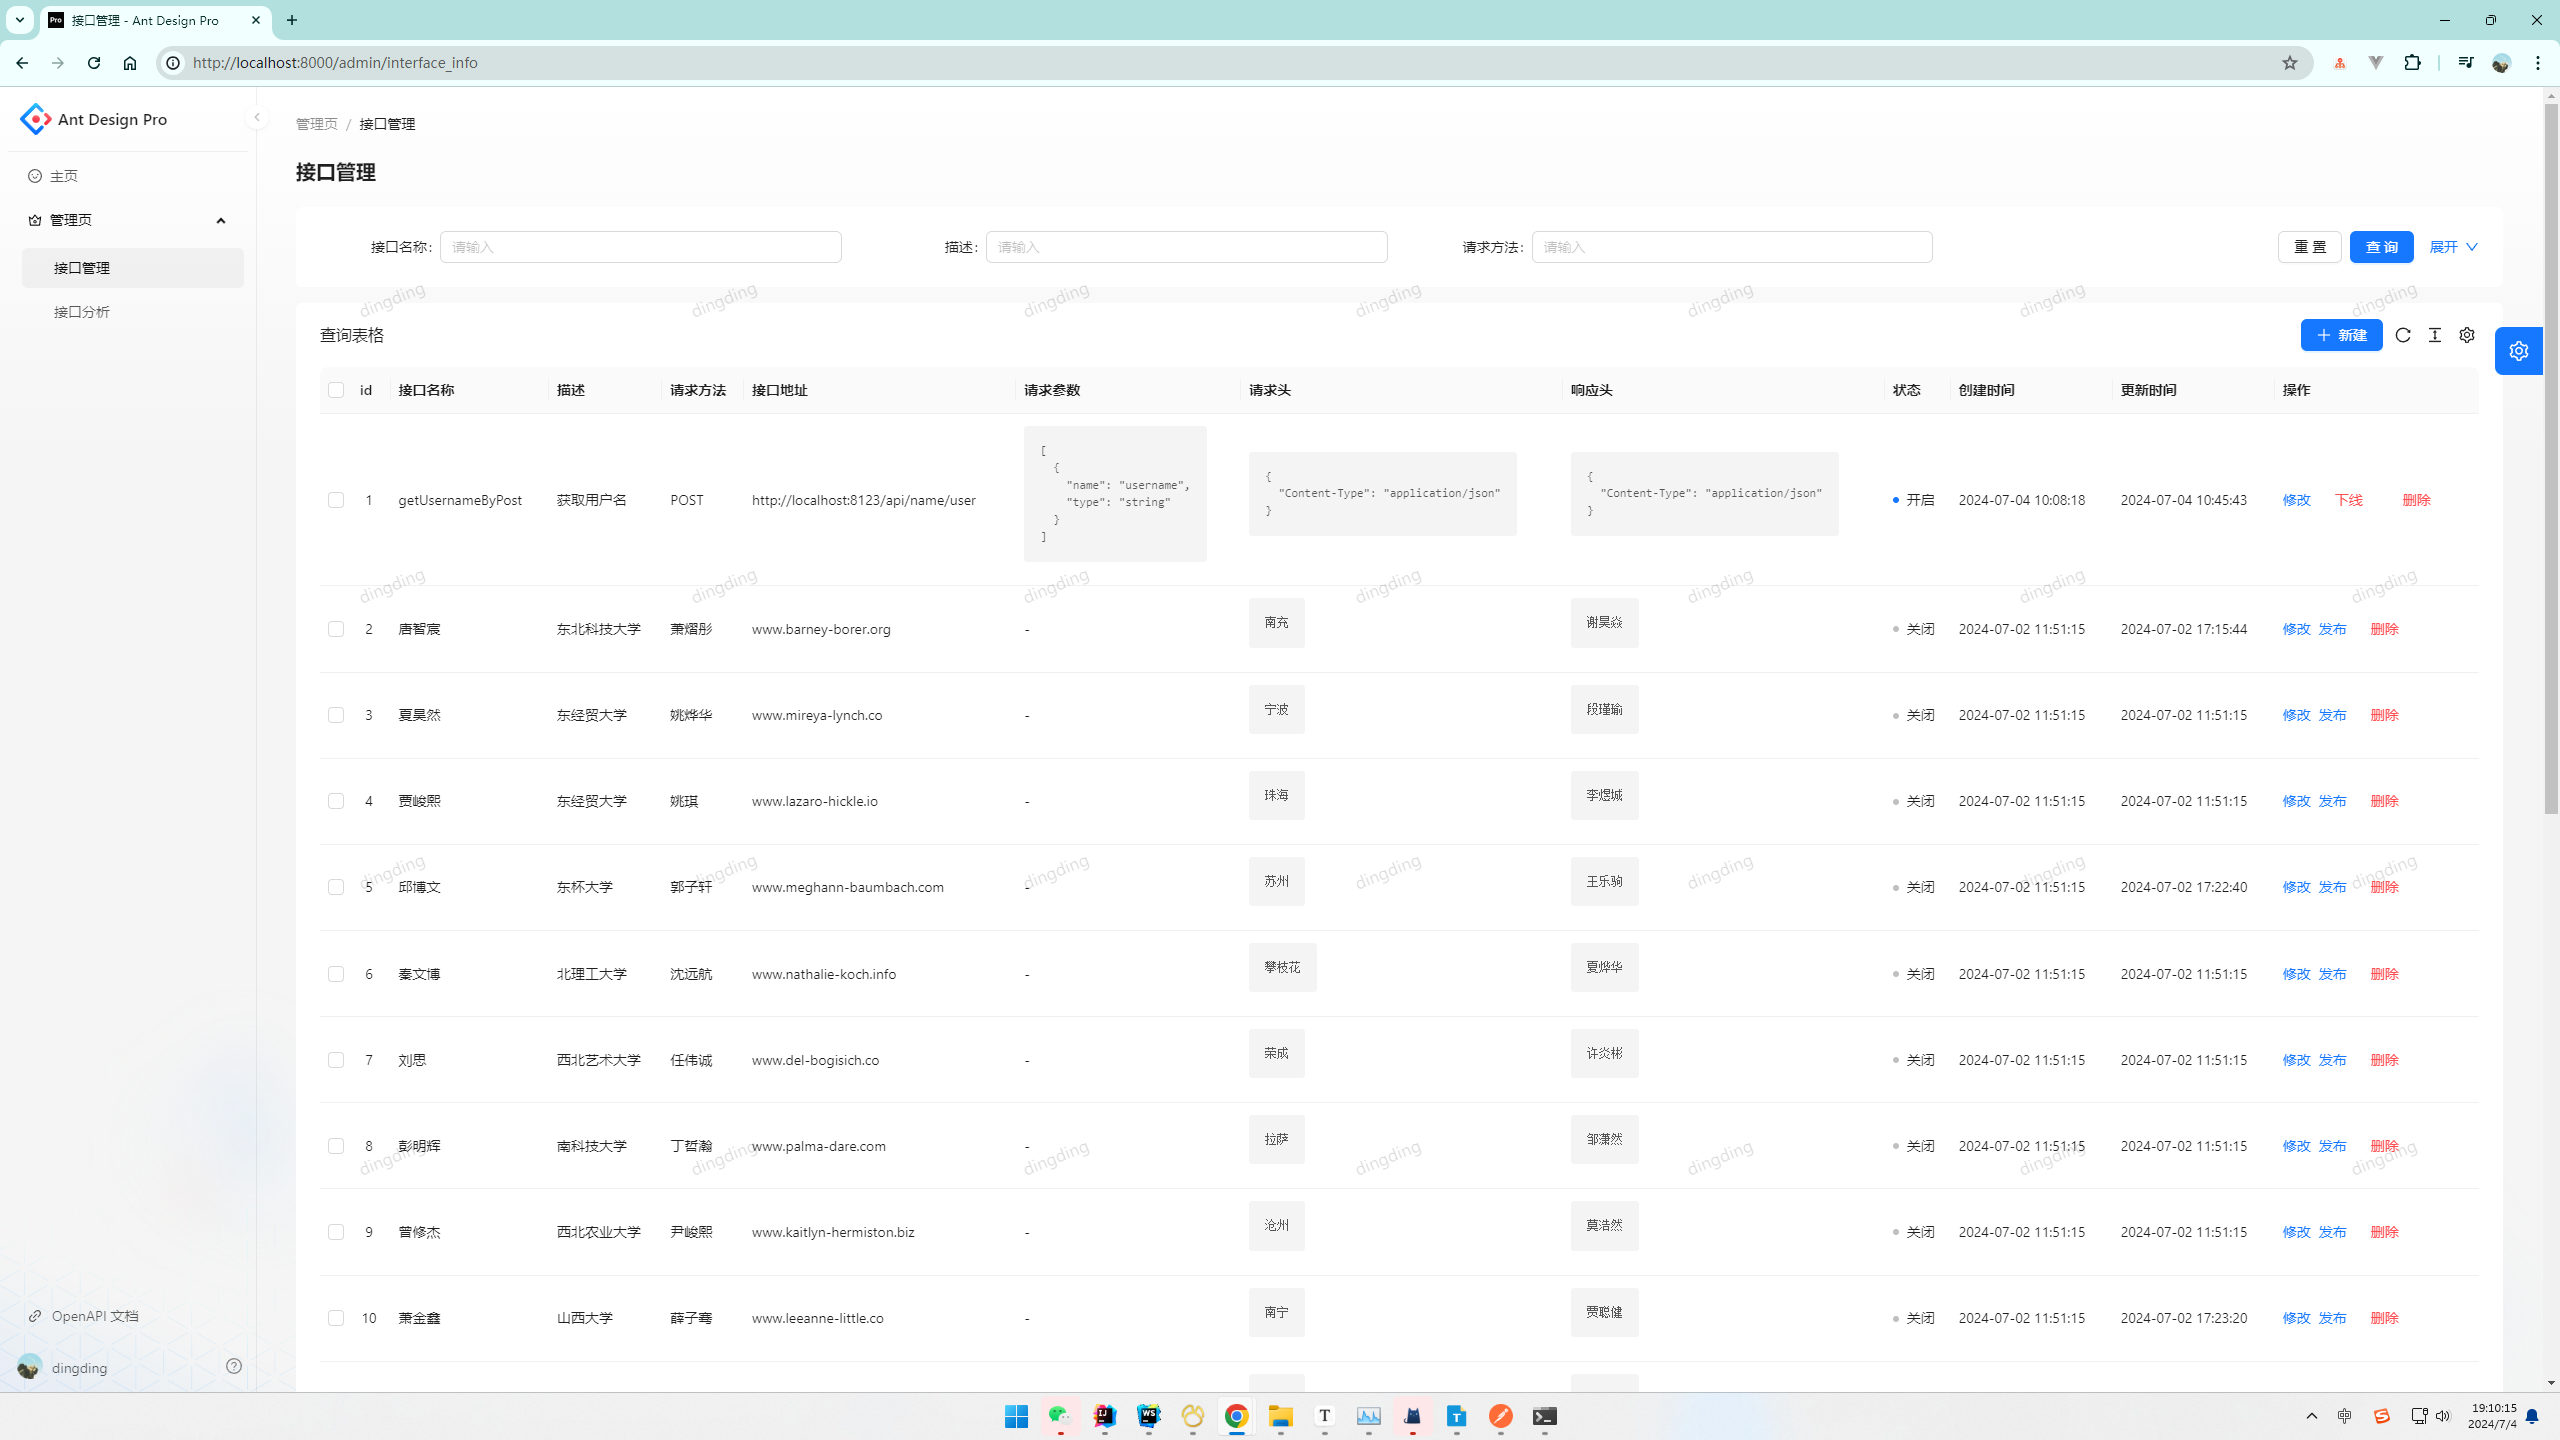 接口管理 - Ant Design Pro
http://localhost:8000/admin/interface_info
Ant Design Pro
主页
管理页
接口管理
接口分析
OpenAPI 文档
dingding
管理页 / 接口管理
接口管理
接口名称: 请输入 描述: 请输入 请求方法: 请输入 重 置 查 询 展开
查询表格 新建
id 接口名称 描述 请求方法 接口地址 请求参数 请求头 响应头 状态 创建时间 更新时间 操作
1 getUsernameByPost 获取用户名 POST http://localhost:8123/api/name/user
[
{
"name": "username",
"type": "string"
}
]
{
"Content-Type": "application/json"
}
{
"Content-Type": "application/json"
}
开启 2024-07-04 10:08:18 2024-07-04 10:45:43 修改 下线 删除
2 唐智宸 东北科技大学 萧熠彤 www.barney-borer.org - 南充 谢昊焱 关闭 2024-07-02 11:51:15 2024-07-02 17:15:44 修改 发布 删除
3 夏昊然 东经贸大学 姚烨华 www.mireya-lynch.co - 宁波 段瑾瑜 关闭 2024-07-02 11:51:15 2024-07-02 11:51:15 修改 发布 删除
4 贾峻熙 东经贸大学 姚琪 www.lazaro-hickle.io - 珠海 李煜城 关闭 2024-07-02 11:51:15 2024-07-02 11:51:15 修改 发布 删除
5 邱博文 东杯大学 郭子轩 www.meghann-baumbach.com - 苏州 王乐驹 关闭 2024-07-02 11:51:15 2024-07-02 17:22:40 修改 发布 删除
6 秦文博 北理工大学 沈远航 www.nathalie-koch.info - 攀枝花 夏烨华 关闭 2024-07-02 11:51:15 2024-07-02 11:51:15 修改 发布 删除
7 刘思 西北艺术大学 任伟诚 www.del-bogisich.co 荣成 许炎彬 关闭 2024-07-02 11:51:15 2024-07-02 11:51:15 修改 发布 删除
8 彭明辉 南科技大学 丁哲瀚 www.palma-dare.com - 拉萨 邹潇然 关闭 2024-07-02 11:51:15 2024-07-02 11:51:15 修改 发布 删除
9 曾修杰 西北农业大学 尹峻熙 www.kaitlyn-hermiston.biz - 沧州 莫浩然 关闭 2024-07-02 11:51:15 2024-07-02 11:51:15 修改 发布 删除
10 萧金鑫 山西大学 薛子骞 www.leeanne-little.co - 南宁 贾聪健 关闭 2024-07-02 11:51:15 2024-07-02 17:23:20 修改 发布 删除
dingding dingding dingding dingding dingding dingding dingding
dingding dingding dingding dingding dingding dingding dingding
dingding dingding dingding dingding dingding dingding dingding
dingding dingding dingding dingding dingding dingding dingding
中
19:10:15
2024/7/4